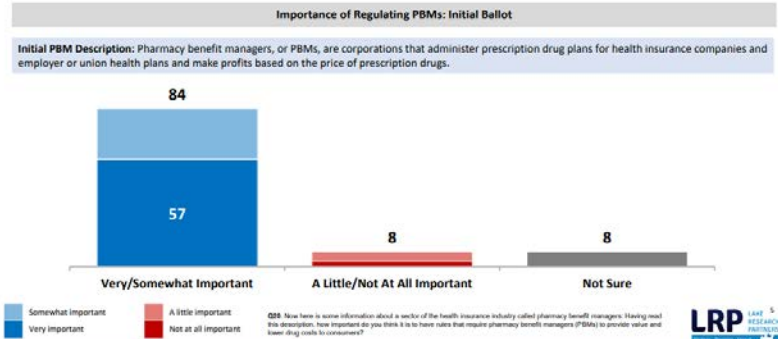 Importance of Regulating PBMs: Initial Ballot
Initial PBM Description: Pharmacy benefit managers, or PBMs, are corporations that administer prescription drug plans for health insurance companies and
employer or union health plans and make profits based on the price of prescription drugs.
84
57
8
8
Very/Somewhat Important
A Little/Not At All Important
Not Sure
Somewhat important
A little important
Very important
Not at all important
Q20. Now here is some information about a sector of the health insurance industry called pharmacy benefit managers: Having read
this description, how important do you think it is to have rules that require pharmacy benefit managers (PBMs) to provide value and
lower drug costs to consumers?
LRP
LAKE
RESEARCH
PARTNERS
5